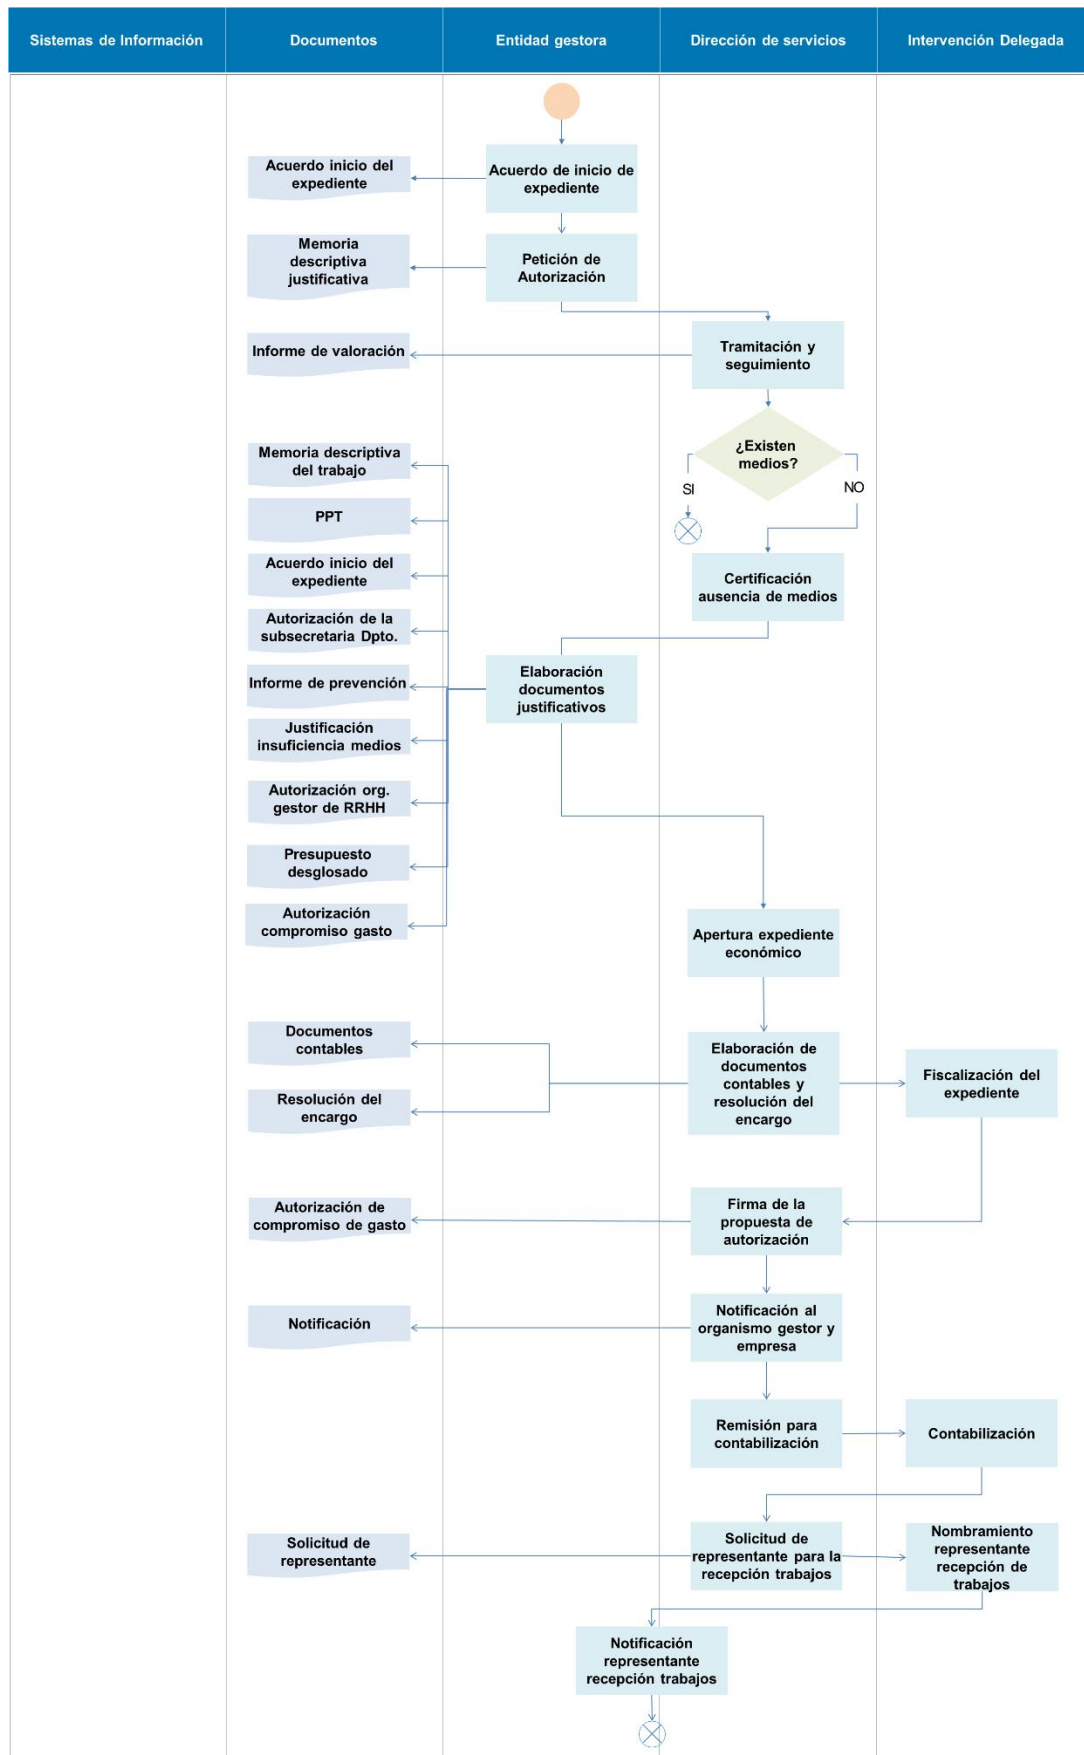 Sistemas de Información
Documentos
Entidad gestora
Dirección de servicios
Intervención Delegada
Acuerdo inicio del
expediente
Acuerdo de inicio de
expediente
Memoria
descriptiva
justificativa
Petición de
Autorización
Informe de valoración
Tramitación y
seguimiento
¿Existen
medios?
SI
NO
Memoria descriptiva
del trabajo
PPT
Acuerdo inicio del
expediente
Certificación
ausencia de medios
Autorización de la
subsecretaria Dpto.
Informe de prevención
Elaboración
documentos
justificativos
Justificación
insuficiencia medios
Autorización org.
gestor de RRHH
Presupuesto
desglosado
Autorización
compromiso gasto
Apertura expediente
económico
Documentos
contables
Resolución del
encargo
Elaboración de
documentos
contables y
resolución del
encargo
Fiscalización del
expediente
Autorización de
compromiso de gasto
Firma de la
propuesta de
autorización
Notificación
Notificación al
organismo gestor y
empresa
Remisión para
contabilización
Contabilización
Solicitud de
representante
Solicitud de
representante para la
recepción trabajos
Nombramiento
representante
recepción de
trabajos
Notificación
representante
recepción trabajos